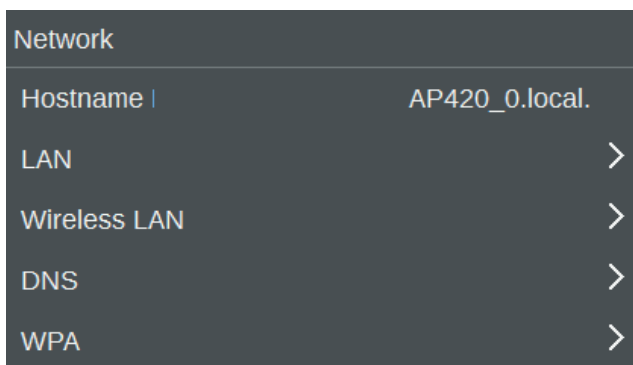 Network
Hostname AP420_0.local.
LAN
Wireless LAN
DNS
WPA